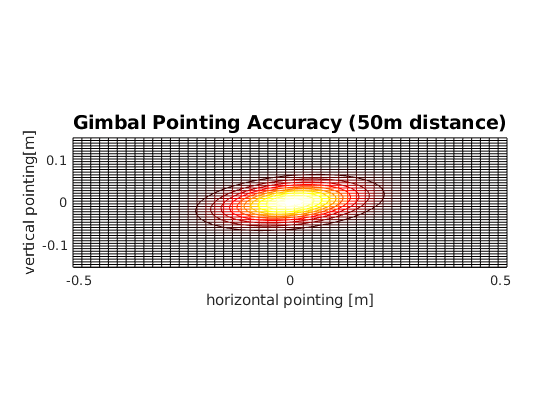 Gimbal Pointing Accuracy (50m distance)
vertical pointing[m]
0.1
0
-0.1
-0.5
0
0.5
horizontal pointing [m]